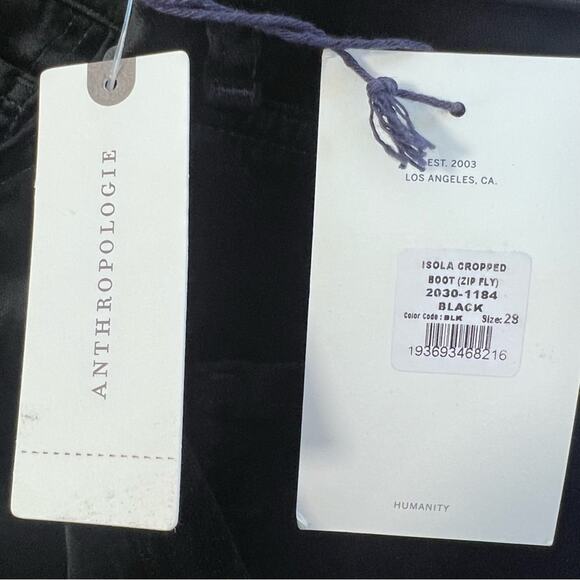 ANTHROPOLOGIE
EST. 2003
LOS ANGELES, CA.
ISOLA CROPPED
BOOT (ZIP FLY)
2030-1184
BLACK
Color Code : BLK Size: 28
193693468216
HUMANITY